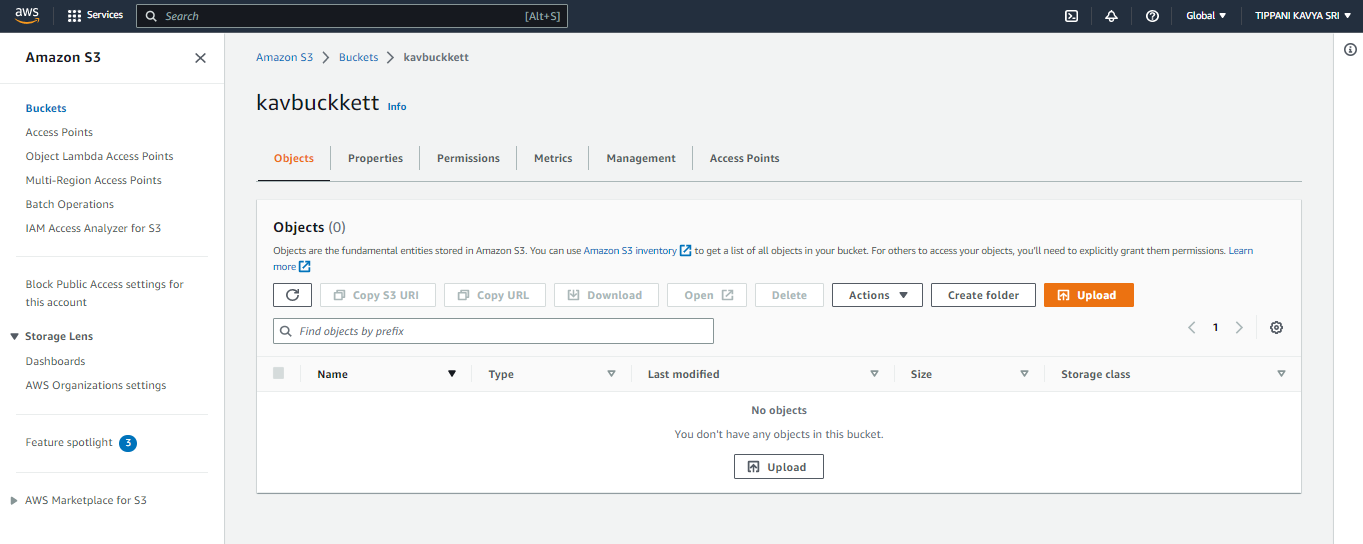 aws
Services
Search [Alt+S]
Global
TIPPANI KAVYA SRI
Amazon S3
Buckets
Access Points
Object Lambda Access Points
Multi-Region Access Points
Batch Operations
IAM Access Analyzer for S3
Block Public Access settings for
this account
Storage Lens
Dashboards
AWS Organizations settings
Feature spotlight 3
AWS Marketplace for S3
Amazon S3 > Buckets > kavbuckkett
kavbuckkett Info
Objects Properties Permissions Metrics Management Access Points
Objects (0)
Objects are the fundamental entities stored in Amazon S3. You can use Amazon S3 inventory to get a list of all objects in your bucket. For others to access your objects, you'll need to explicitly grant them permissions. Learn
more
Copy S3 URI Copy URL Download Open Delete Actions Create folder Upload
Find objects by prefix
1
Name Type Last modified Size Storage class
No objects
You don't have any objects in this bucket.
Upload